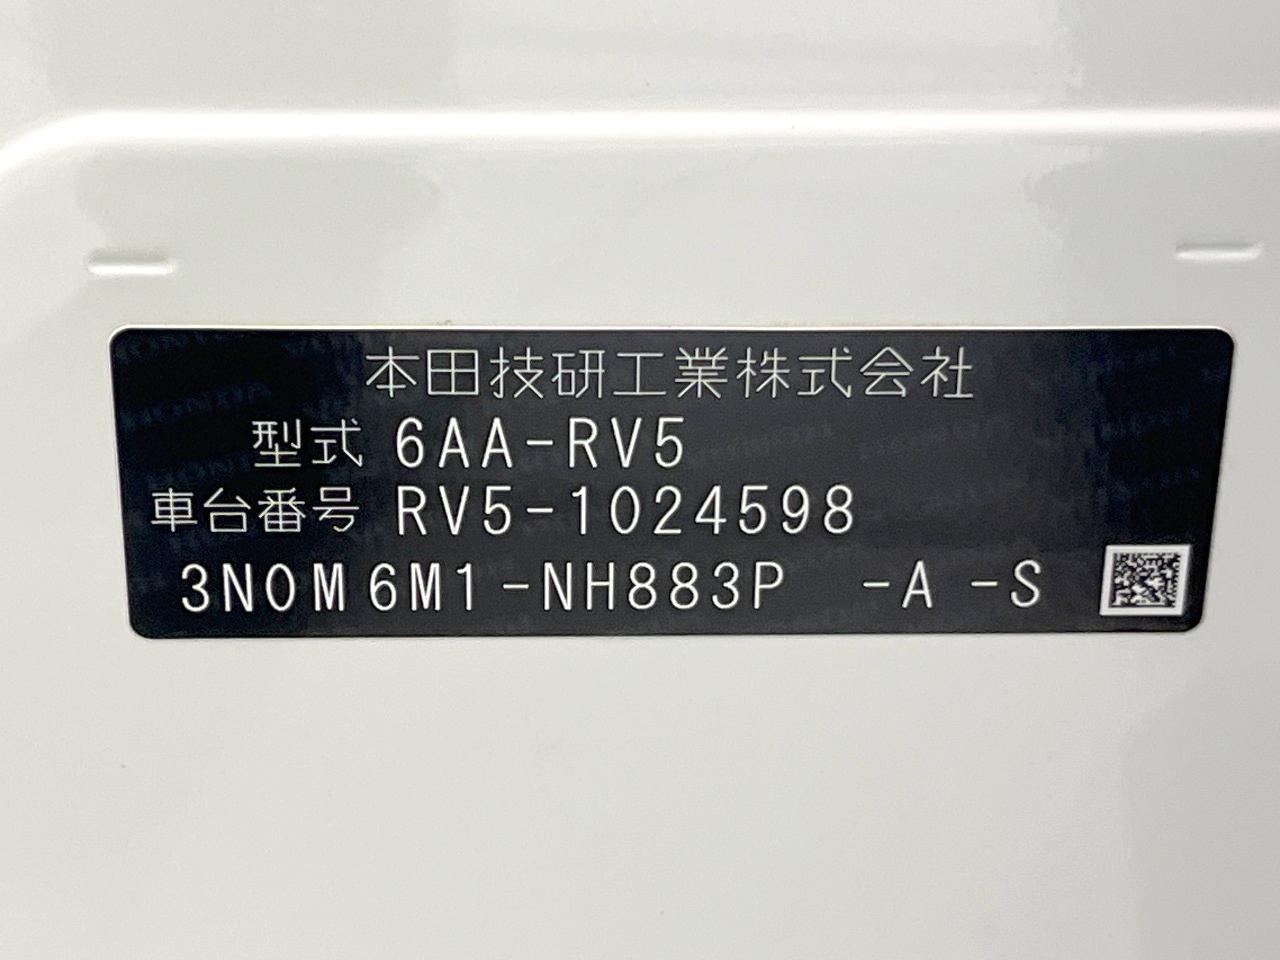 本田技研工業株式会社
型式 6AA-RV5
車台番号 RV5-1024598
3N0M6M1-NH883P -A -S